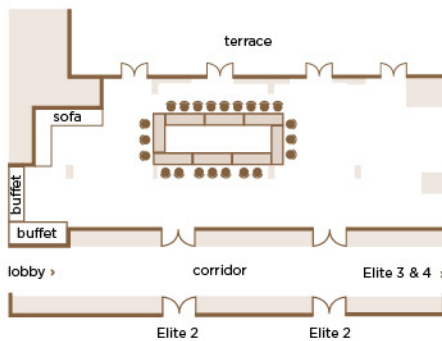 terrace
sofa
buffet
buffet
lobby ›
corridor
Elite 3 & 4 ›
Elite 2
Elite 2